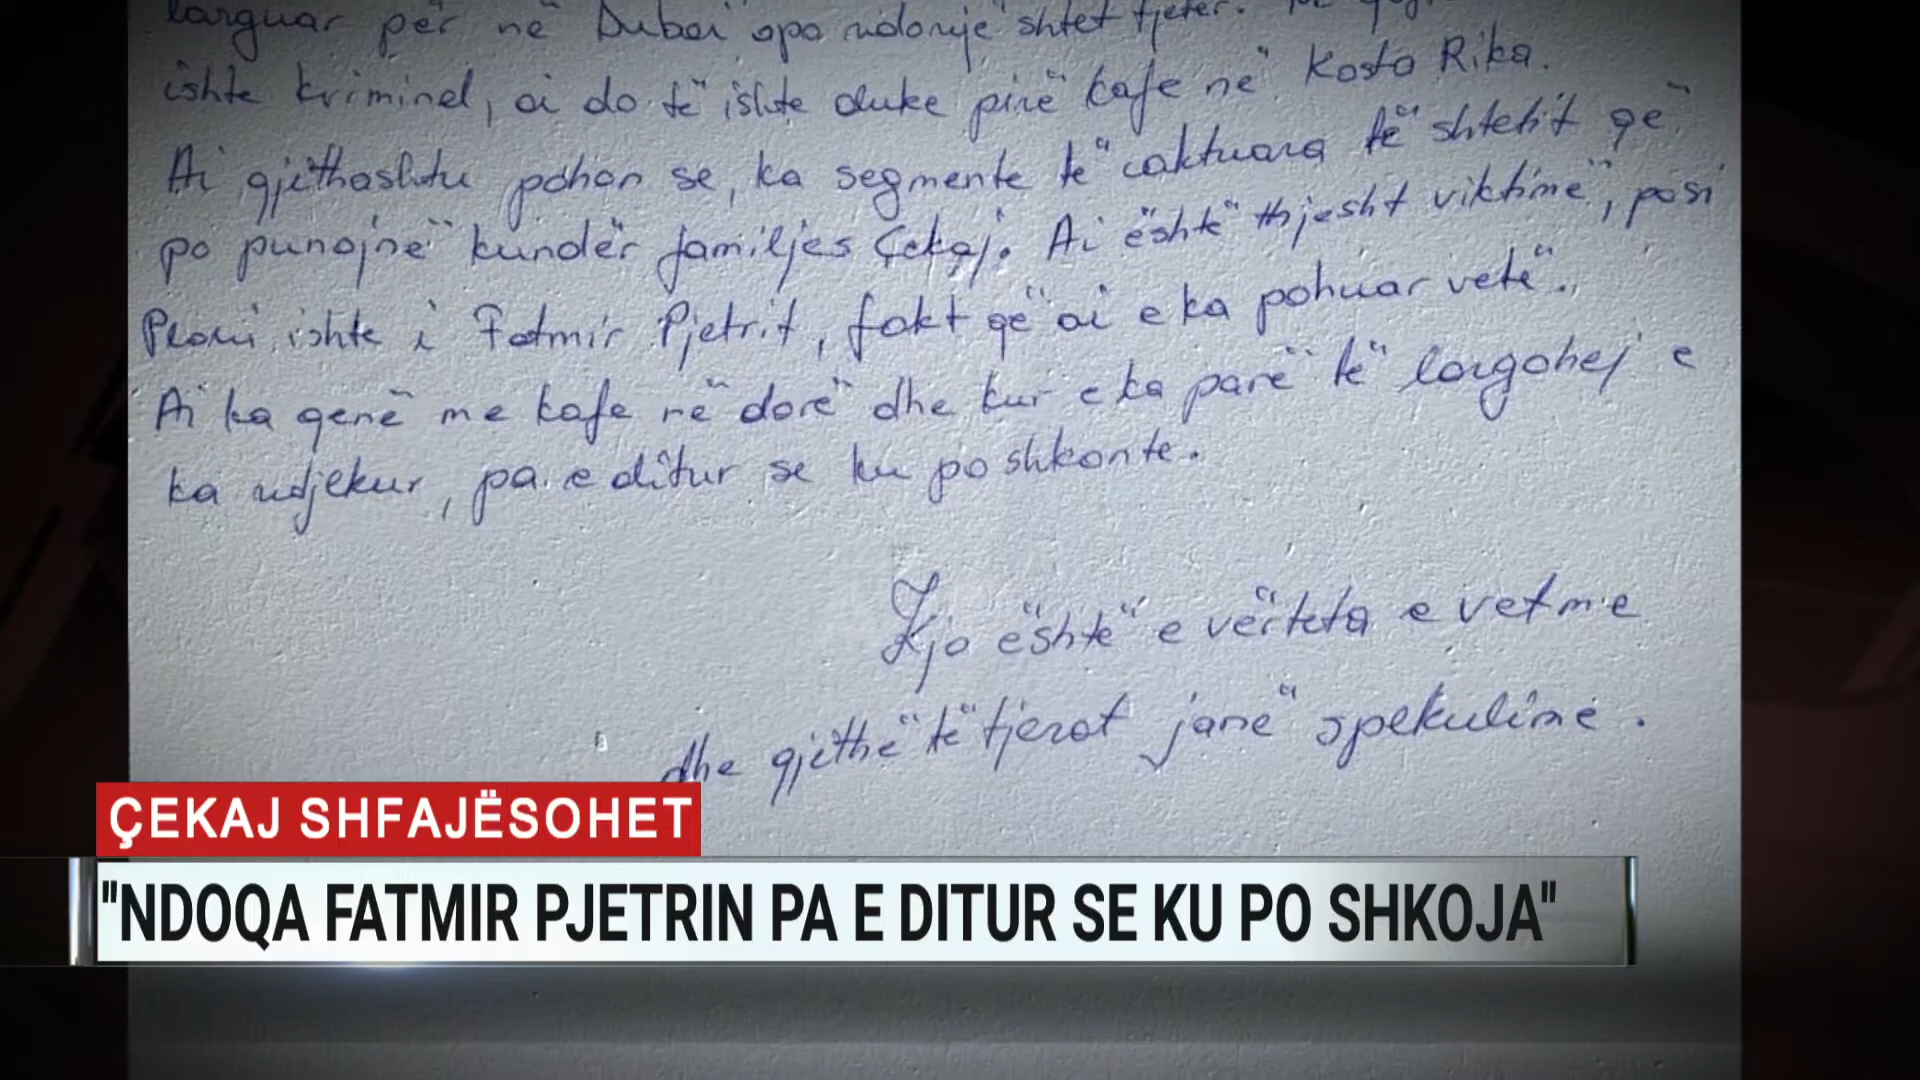 larguar për në Dubai apo ndonjë shtet tjetër.
ishte kriminel, ai do të ishte duke pirë kafe në Kosta Rika.
Ai gjithashtu pohon se, ka segmente të caktuara të shtetit që
po punojnë kundër familjes Çekaj. Ai është thjesht viktimë, pasi
Plani ishte i Fatmir Pjetrit, fakt që ai e ka pohuar vetë.
Ai ka qenë me kafe në dorë dhe kur e ka parë të largohej e
ka ndjekur, pa e ditur se ku po shkonte.
Kjo është e vërteta e vetme
dhe gjithë të tjerat janë spekulime.
ÇEKAJ SHFAJËSOHET
"NDOQA FATMIR PJETRIN PA E DITUR SE KU PO SHKOJA"